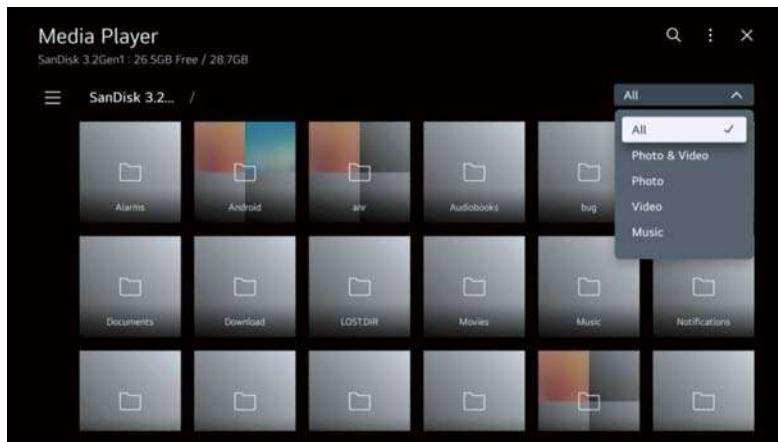 Media Player
SanDisk 3.2Gen1 : 26.5GB Free / 28.7GB
SanDisk 3.2... /
All
All
Photo & Video
Photo
Video
Music
Alarms
Android
anr
Audiobooks
bug
Documents
Download
LOST.DIR
Movies
Music
Notifications